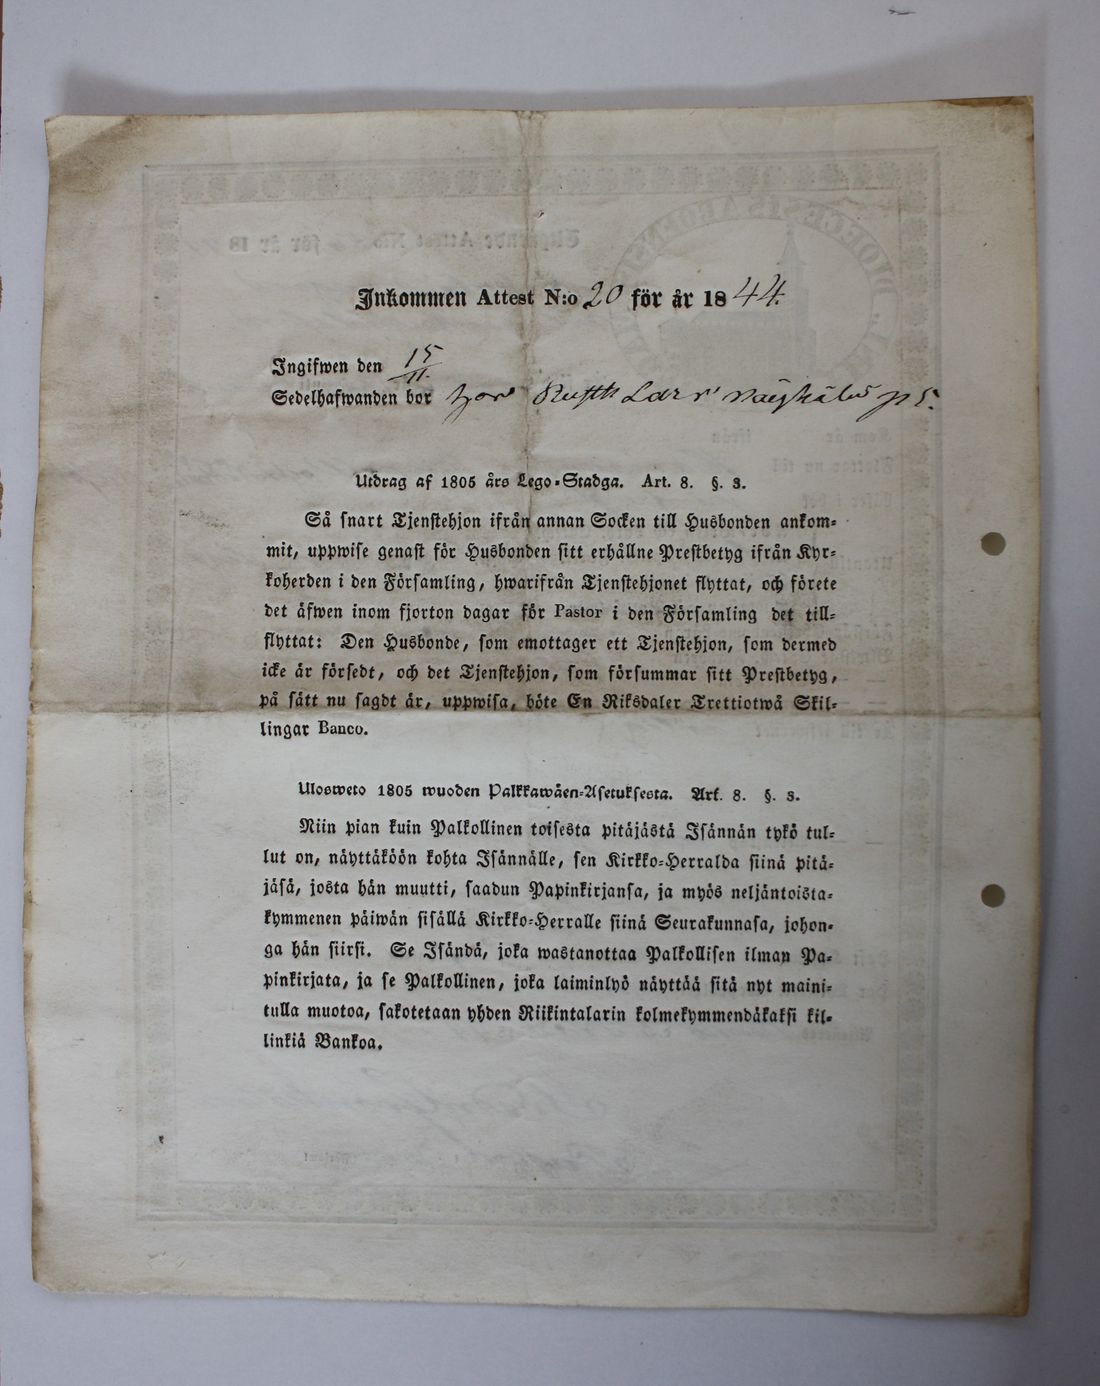 Inkommen Attest N:o 20 för år 1844.
Ingifwen den 15/11.
Sedelhafwanden bor hos Rusth Lars
Utdrag af 1805 års Lego-Stadga. Art. 8. §. 3.
Så snart Tjenstehjon ifrån annan Socken till Husbonden ankom-
mit, uppwise genast för Husbonden sitt erhållne Prestbetyg ifrån Kyr-
koherden i den Församling, hwarifrån Tjenstehjonet flyttat, och förete
det äfwen inom fjorton dagar för Pastor i den Församling det till-
flyttat: Den Husbonde, som emottager ett Tjenstehjon, som dermed
icke är försedt, och det Tjenstehjon, som försummar sitt Prestbetyg,
på sätt nu sagdt är, uppwisa, böte En Riksdaler Trettiotwå Skil-
lingar Banco.
Ulosweto 1805 wuoden Palkkawäen-Asetuksesta. Art. 8. §. 3.
Niin pian kuin Palkollinen toisesta pitäjästä Isännän tykö tul-
lut on, näyttäköön kohta Isännälle, sen Kirkko-Herralda siinä pitä-
jäsä, josta hän muutti, saadun Papinkirjansa, ja myös neljäntoista-
kymmenen päiwän sisällä Kirkko-Herralle siinä Seurakunnasa, johon-
ga hän siirsi. Se Isändä, joka wastanottaa Palkollisen ilman Pa-
pinkirjata, ja se Palkollinen, joka laiminlyö näyttää sitä nyt maini-
tulla muotoa, sakotetaan yhden Riikintalarin kolmekymmendäkaksi kil-
linkiä Bankoa.